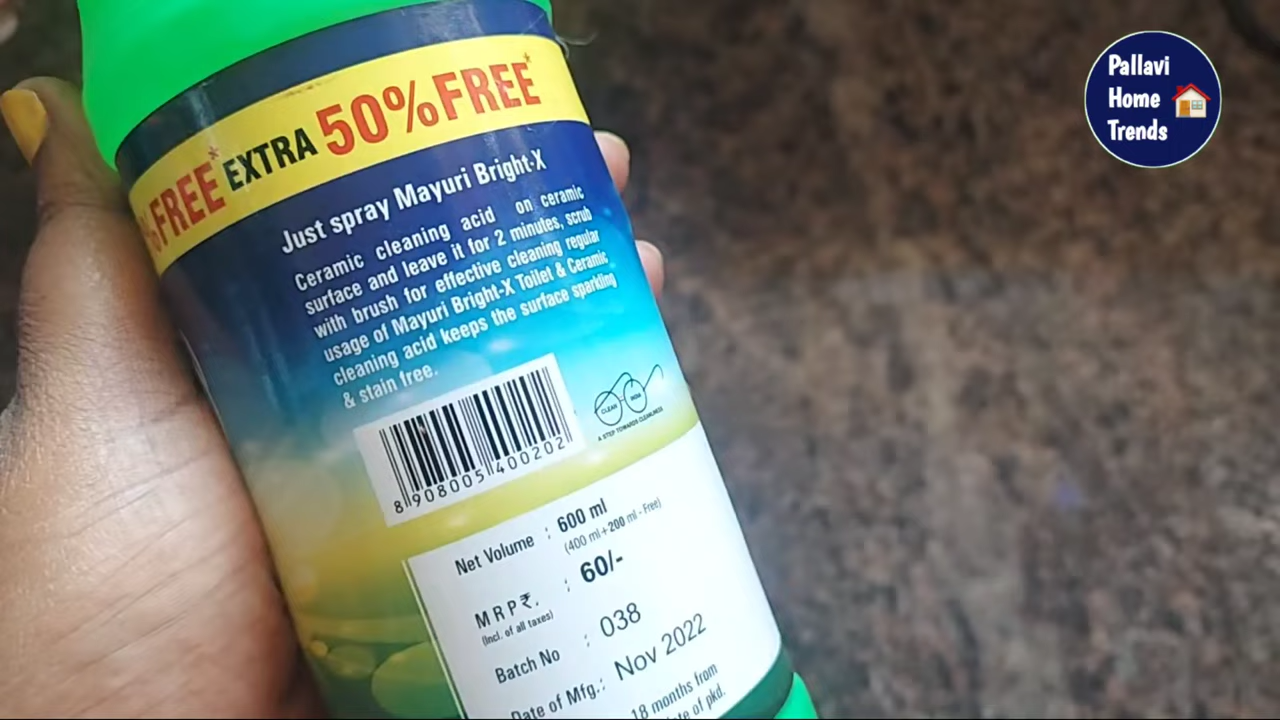 Pallavi
Home
Trends
%FREE* EXTRA 50%FREE*
Just spray Mayuri Bright-X
Ceramic cleaning acid on ceramic
surface and leave it for 2 minutes, scrub
with brush for effective cleaning regular
usage of Mayuri Bright-X Toilet & Ceramic
cleaning acid keeps the surface sparkling
& stain free.
CLEAN INDIA
A STEP TOWARDS CLEANLINESS
8 908005 400202
Net Volume : 600 ml
(400 ml+200 ml - Free)
M R P ₹. : 60/-
(Incl. of all taxes)
Batch No : 038
Date of Mfg.: Nov 2022
18 months from
date of pkd.